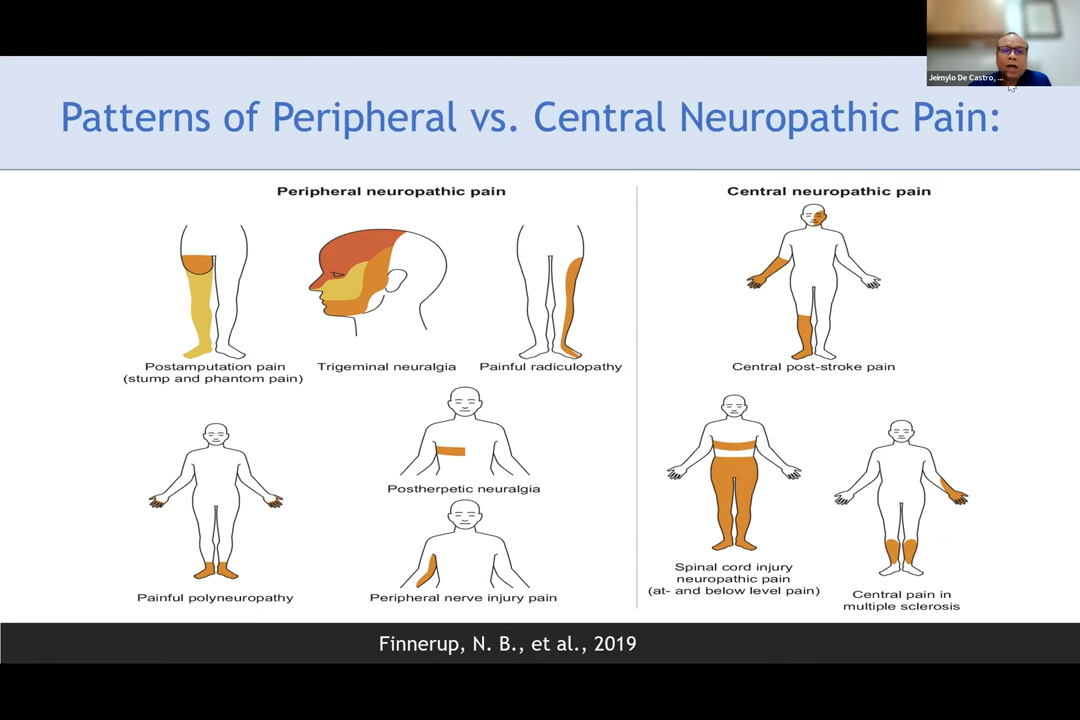 Jeimylo De Castro, ...
Patterns of Peripheral vs. Central Neuropathic Pain:
Peripheral neuropathic pain
Postamputation pain
(stump and phantom pain)
Trigeminal neuralgia
Painful radiculopathy
Painful polyneuropathy
Postherpetic neuralgia
Peripheral nerve injury pain
Central neuropathic pain
Central post-stroke pain
Spinal cord injury
neuropathic pain
(at- and below level pain)
Central pain in
multiple sclerosis
Finnerup, N. B., et al., 2019